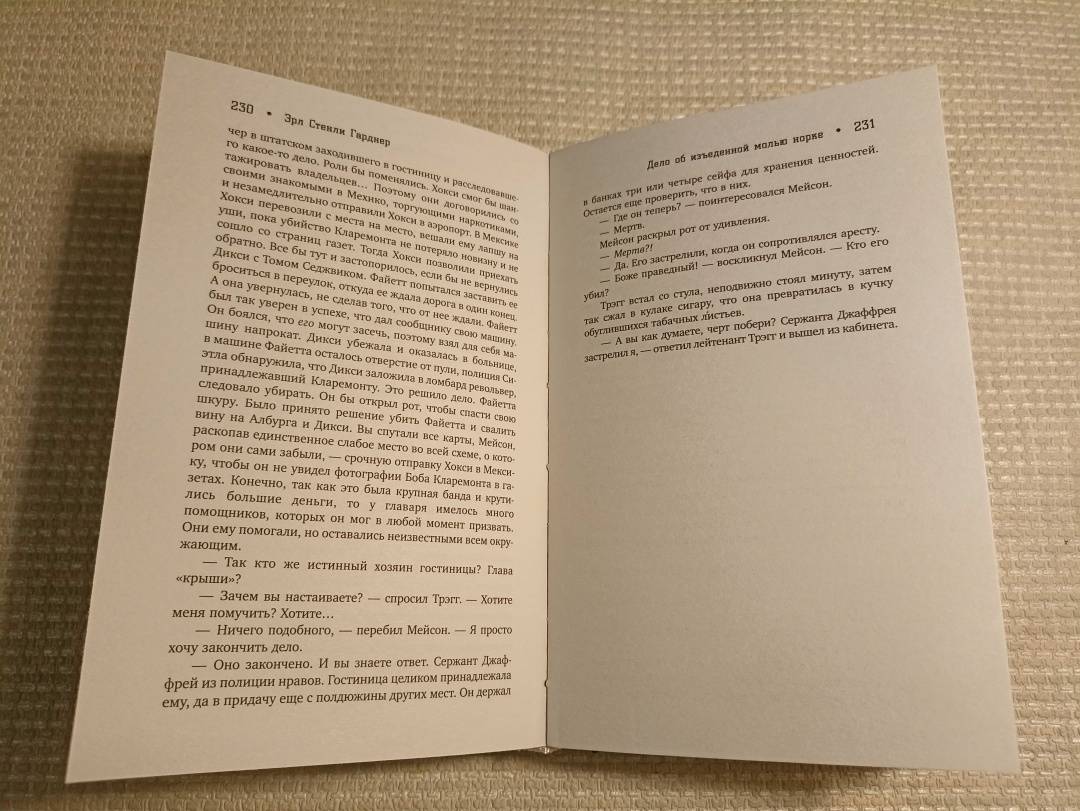 230 • Эрл Стенли Гарднер
чер в штатском заходившего в гостиницу и расследовавше-
го какое-то дело. Роли бы поменялись. Хокси смог бы шан-
тажировать владельцев... Поэтому они договорились со
своими знакомыми в Мехико, торгующими наркотиками,
и незамедлительно отправили Хокси в аэропорт. В Мексике
Хокси перевозили с места на место, вешали ему лапшу на
уши, пока убийство Кларемонта не потеряло новизну и не
сошло со страниц газет. Тогда Хокси позволили приехать
обратно. Все бы тут и застопорилось, если бы не вернулись
Дикси с Томом Седжвиком. Файетт попытался заставить ее
броситься в переулок, откуда ее ждала дорога в один конец.
А она увернулась, не сделав того, что от нее ждали. Файетт
был так уверен в успехе, что дал сообщнику свою машину.
Он боялся, что его могут засечь, поэтому взял для себя ма-
шину напрокат. Дикси убежала и оказалась в больнице,
в машине Файетта осталось отверстие от пули, полиция Си-
этла обнаружила, что Дикси заложила в ломбард револьвер,
принадлежавший Кларемонту. Это решило дело. Файетта
следовало убирать. Он бы открыл рот, чтобы спасти свою
шкуру. Было принято решение убить Файетта и свалить
вину на Албурга и Дикси. Вы спутали все карты, Мейсон,
раскопав единственное слабое место во всей схеме, о кото-
ром они сами забыли, — срочную отправку Хокси в Мекси-
ку, чтобы он не увидел фотографии Боба Кларемонта в га-
зетах. Конечно, так как это была крупная банда и крути-
лись большие деньги, то у главаря имелось много
помощников, которых он мог в любой момент призвать.
Они ему помогали, но оставались неизвестными всем окру-
жающим.
— Так кто же истинный хозяин гостиницы? Глава
«крыши»?
— Зачем вы настаиваете? — спросил Трэгг. — Хотите
меня помучить? Хотите...
— Ничего подобного, — перебил Мейсон. — Я просто
хочу закончить дело.
— Оно закончено. И вы знаете ответ. Сержант Джаф-
фрей из полиции нравов. Гостиница целиком принадлежала
ему, да в придачу еще с полдюжины других мест. Он держал
Дело об изъеденной молью норке • 231
в банках три или четыре сейфа для хранения ценностей.
Остается еще проверить, что в них.
— Где он теперь? — поинтересовался Мейсон.
— Мертв.
Мейсон раскрыл рот от удивления.
— Мертв?!
— Да. Его застрелили, когда он сопротивлялся аресту.
— Боже праведный! — воскликнул Мейсон. — Кто его
убил?
Трэгг встал со стула, неподвижно стоял минуту, затем
так сжал в кулаке сигару, что она превратилась в кучку
обуглившихся табачных листьев.
— А вы как думаете, черт побери? Сержанта Джаффрея
застрелил я, — ответил лейтенант Трэгг и вышел из кабинета.